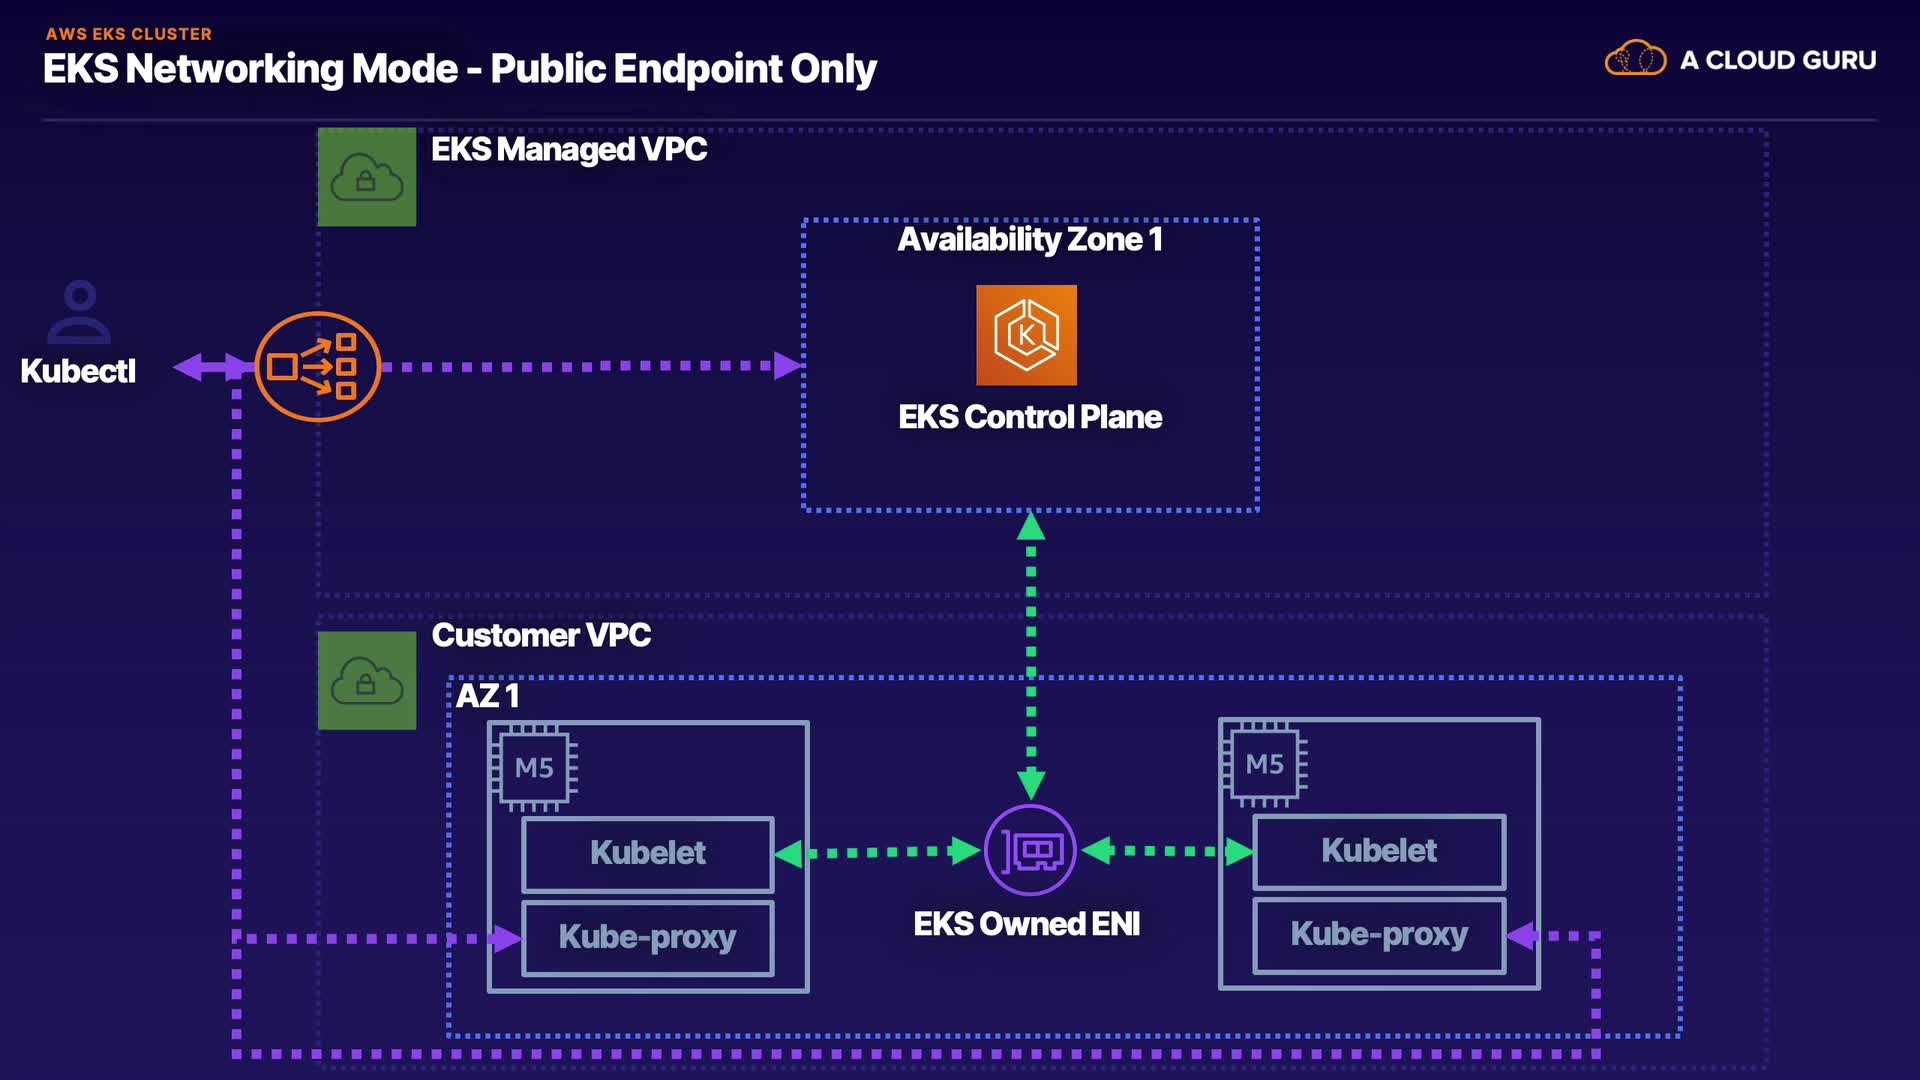 AWS EKS CLUSTER
EKS Networking Mode - Public Endpoint Only
A CLOUD GURU
EKS Managed VPC
Availability Zone 1
K
EKS Control Plane
Kubectl
Customer VPC
AZ 1
M5
Kubelet
Kube-proxy
EKS Owned ENI
M5
Kubelet
Kube-proxy